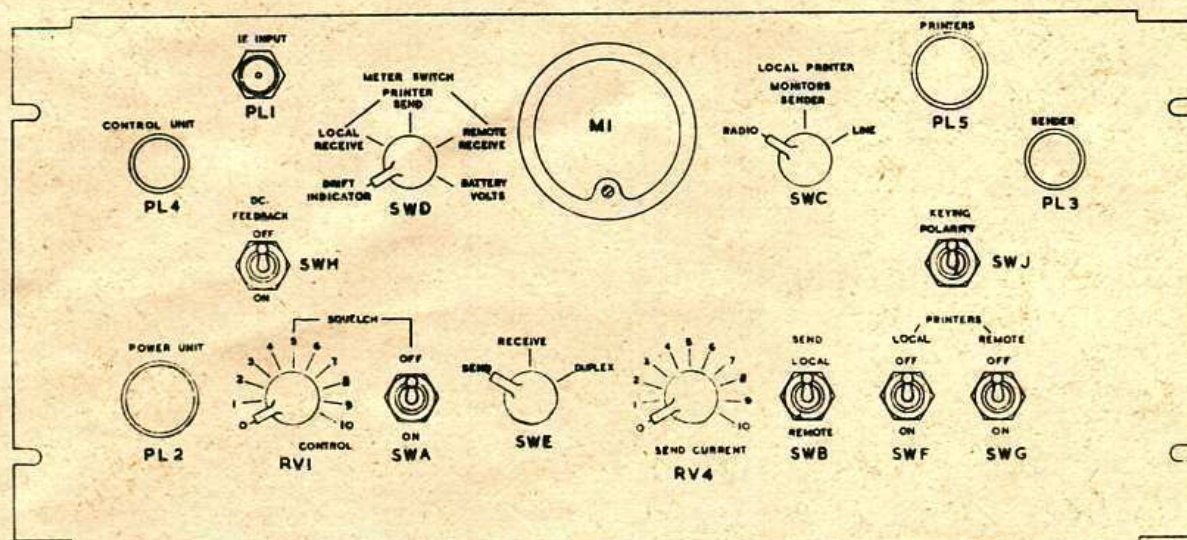 IF INPUT
PL1
CONTROL UNIT
PL4
METER SWITCH
PRINTER
SEND
LOCAL
RECEIVE
REMOTE
RECEIVE
DRIFT
INDICATOR
BATTERY
VOLTS
SWD
M1
LOCAL PRINTER
MONITORS
SENDER
RADIO
LINE
SWC
PRINTERS
PL5
SENDER
PL3
DC.
FEEDBACK
OFF
SWH
ON
KEYING
POLARITY
SWJ
POWER UNIT
PL2
SQUELCH
0 1 2 3 4 5 6 7 8 9 10
CONTROL
RV1
OFF
ON
SWA
SEND
RECEIVE
DUPLEX
SWE
0 1 2 3 4 5 6 7 8 9 10
SEND CURRENT
RV4
SEND
LOCAL
REMOTE
SWB
PRINTERS
LOCAL
OFF
ON
SWF
REMOTE
OFF
ON
SWG